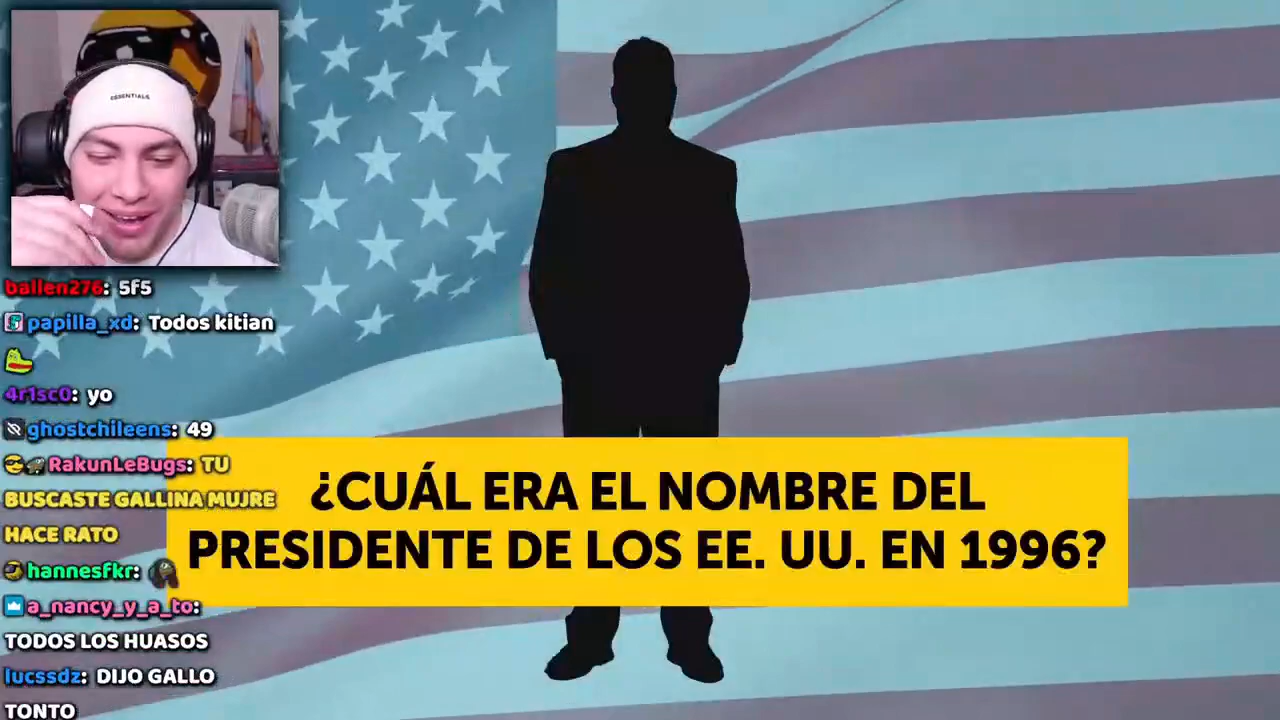 ESSENTIALS
ballen276: 5f5
papilla_xd: Todos kitian
4r1sc0: yo
ghostchileens: 49
RakunLeBugs: TU
BUSCASTE GALLINA MUJRE
HACE RATO
hannesfkr:
a_nancy_y_a_to:
TODOS LOS HUASOS
lucssdz: DIJO GALLO
TONTO
¿CUÁL ERA EL NOMBRE DEL
PRESIDENTE DE LOS EE. UU. EN 1996?